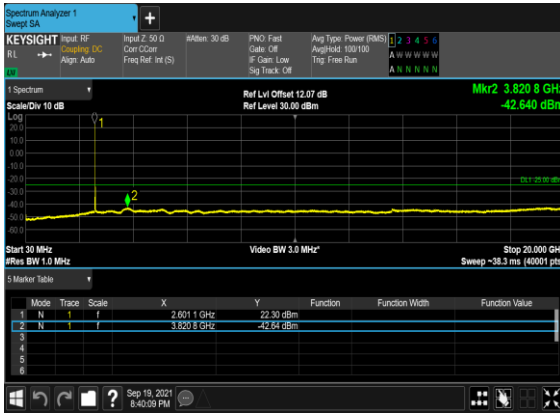 Spectrum Analyzer 1
Swept SA
KEYSIGHT
RL
Input: RF
Coupling: DC
Align: Auto
Input Z: 50 Ω
Corr CCorr
Freq Ref: Int (S)
#Atten: 30 dB
PNO: Fast
Gate: Off
IF Gain: Low
Sig Track: Off
Avg Type: Power (RMS)
Avg|Hold: 100/100
Trig: Free Run
1 2 3 4 5 6
A W W W W W
A N N N N N
1 Spectrum
Scale/Div 10 dB
Ref Lvl Offset 12.07 dB
Ref Level 30.00 dBm
Mkr2 3.820 8 GHz
-42.640 dBm
Log
20.0
10.0
0.00
-10.0
-20.0
-30.0
-40.0
-50.0
-60.0
1
2
DL1 -25.00 dBm
Start 30 MHz
#Res BW 1.0 MHz
Video BW 3.0 MHz*
Stop 20.000 GHz
Sweep ~38.3 ms (40001 pts)
5 Marker Table
Mode Trace Scale X Y Function Function Width Function Value
1 N 1 f 2.601 1 GHz 22.30 dBm
2 N 1 f 3.820 8 GHz -42.64 dBm
3
4
5
6
Sep 19, 2021
8:40:09 PM